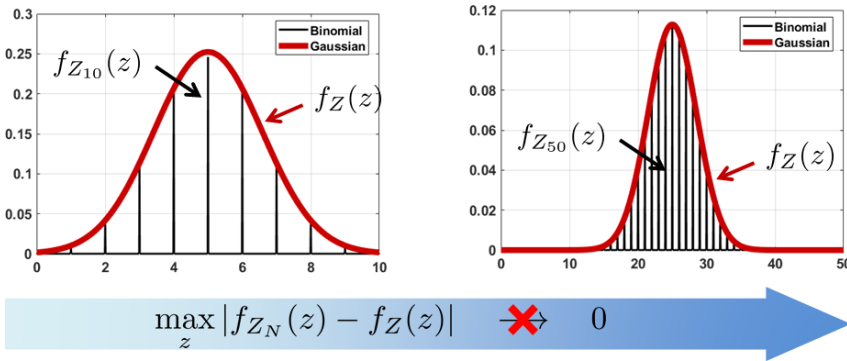 0.3
0.25
0.2
0.15
0.1
0.05
0
0 2 4 6 8 10
Binomial
Gaussian
f_{Z_{10}}(z)
f_Z(z)
0.12
0.1
0.08
0.06
0.04
0.02
0
0 10 20 30 40 50
Binomial
Gaussian
f_{Z_{50}}(z)
f_Z(z)
max_z |f_{Z_N}(z) − f_Z(z)| → 0